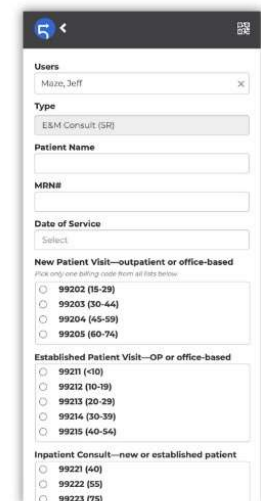 Users
Maze, Jeff
Type
E&M Consult (SR)
Patient Name
MRN#
Date of Service
Select
New Patient Visit—outpatient or office-based
Pick only one billing code from all lists below
99202 (15-29)
99203 (30-44)
99204 (45-59)
99205 (60-74)
Established Patient Visit—OP or office-based
99211 (<10)
99212 (10-19)
99213 (20-29)
99214 (30-39)
99215 (40-54)
Inpatient Consult—new or established patient
99221 (40)
99222 (55)
99223 (75)